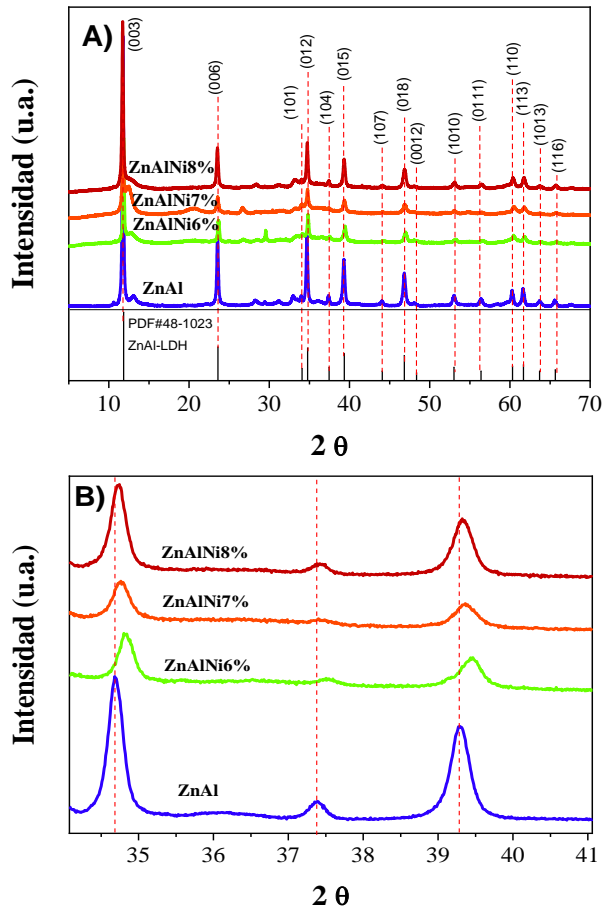 A)
Intensidad (u.a.)
(003)
(006)
(101)
(012)
(104)
(015)
(107)
(018)
(0012)
(1010)
(0111)
(110)
(113)
(1013)
(116)
ZnAlNi8%
ZnAlNi7%
ZnAlNi6%
ZnAl
PDF#48-1023
ZnAl-LDH
10 20 30 40 50 60 70
2 θ
B)
Intensidad (u.a.)
ZnAlNi8%
ZnAlNi7%
ZnAlNi6%
ZnAl
35 36 37 38 39 40 41
2 θ